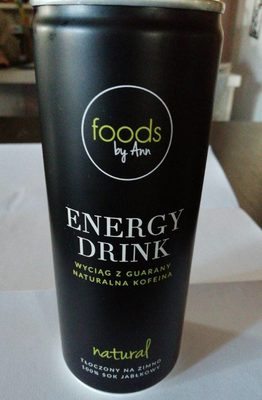 foods
by Ann
ENERGY
DRINK
WYCIĄG Z GUARANY
NATURALNA KOFEINA
natural
TŁOCZONY NA ZIMNO
100% SOK JABŁKOWY